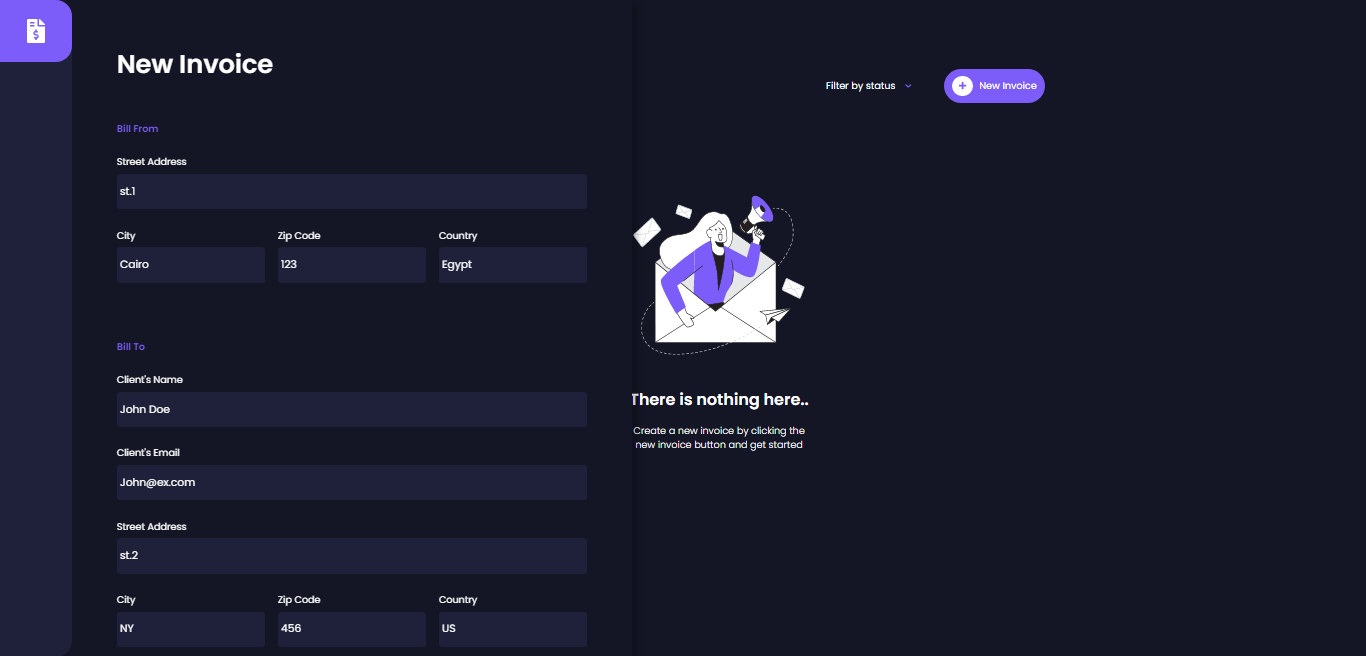 $
New Invoice
Bill From
Street Address
st.1
City Zip Code Country
Cairo 123 Egypt
Bill To
Client's Name
John Doe
Client's Email
John@ex.com
Street Address
st.2
City Zip Code Country
NY 456 US
Filter by status
New Invoice
There is nothing here..
Create a new invoice by clicking the
new invoice button and get started